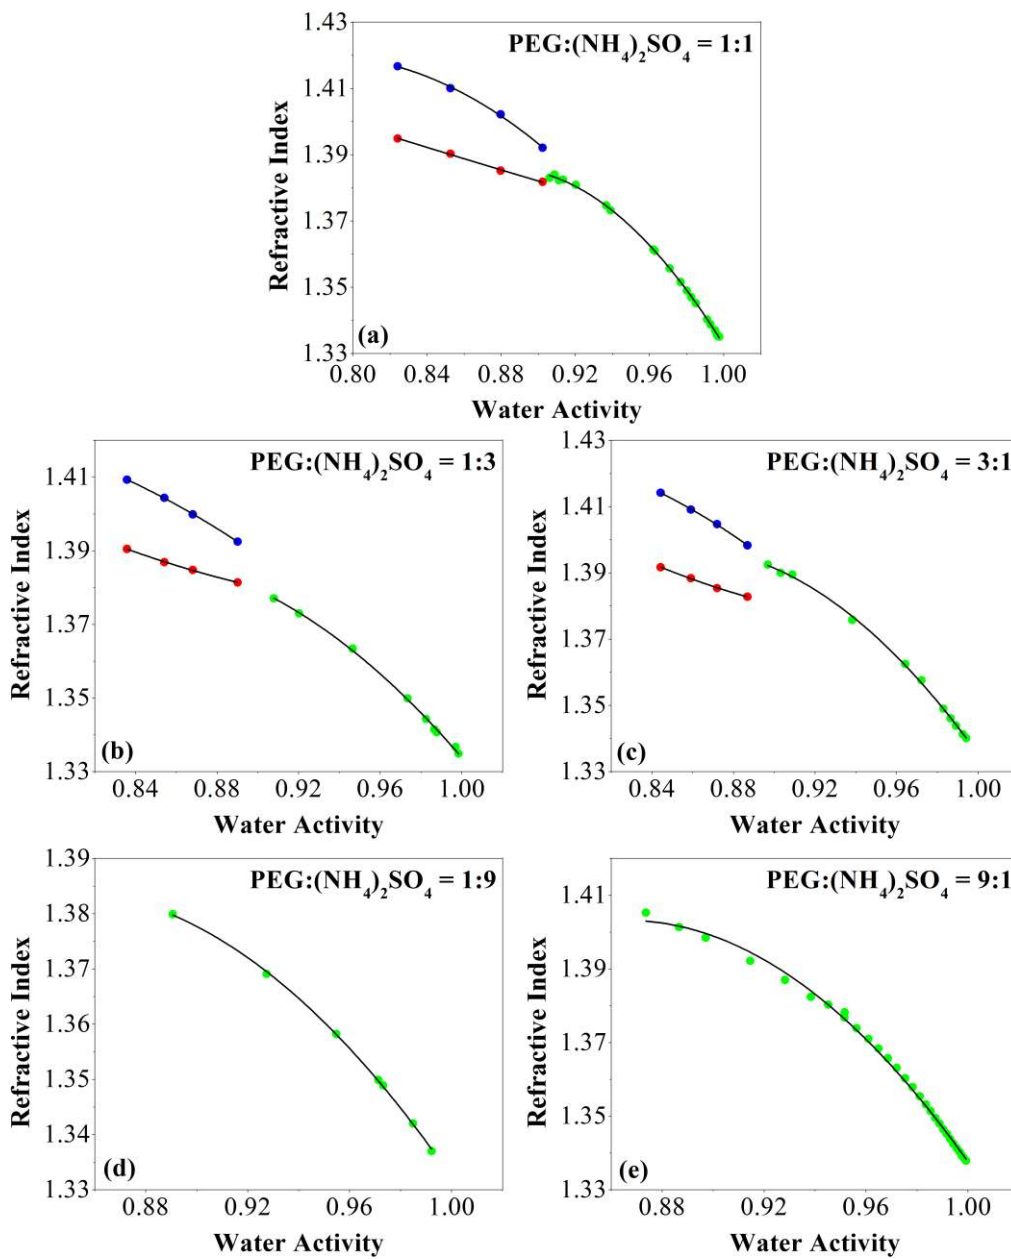 PEG:(NH4)2SO4 = 1:1
1.43
1.41
1.39
1.37
1.35
1.33
Refractive Index
(a)
0.80 0.84 0.88 0.92 0.96 1.00
Water Activity
PEG:(NH4)2SO4 = 1:3
1.41
1.39
1.37
1.35
1.33
Refractive Index
(b)
0.84 0.88 0.92 0.96 1.00
Water Activity
PEG:(NH4)2SO4 = 3:1
1.43
1.41
1.39
1.37
1.35
1.33
Refractive Index
(c)
0.84 0.88 0.92 0.96 1.00
Water Activity
PEG:(NH4)2SO4 = 1:9
1.39
1.38
1.37
1.36
1.35
1.34
1.33
Refractive Index
(d)
0.88 0.92 0.96 1.00
Water Activity
PEG:(NH4)2SO4 = 9:1
1.41
1.39
1.37
1.35
1.33
Refractive Index
(e)
0.88 0.92 0.96 1.00
Water Activity